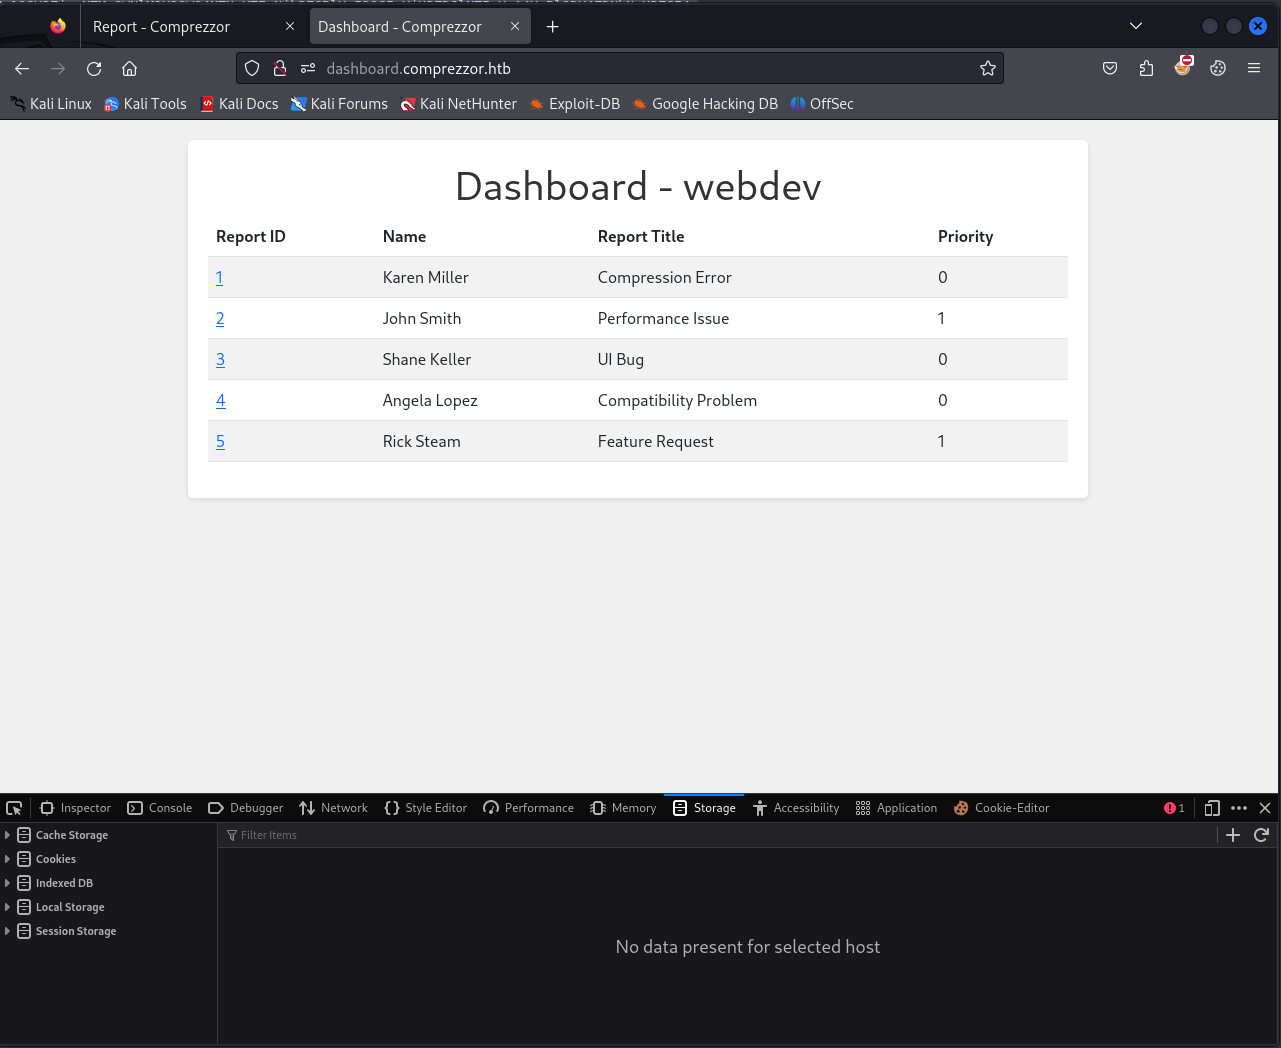 Report - Comprezzor
Dashboard - Comprezzor
dashboard.comprezzor.htb
Kali Linux Kali Tools Kali Docs Kali Forums Kali NetHunter Exploit-DB Google Hacking DB OffSec
Dashboard - webdev
Report ID Name Report Title Priority
1 Karen Miller Compression Error 0
2 John Smith Performance Issue 1
3 Shane Keller UI Bug 0
4 Angela Lopez Compatibility Problem 0
5 Rick Steam Feature Request 1
Inspector Console Debugger Network Style Editor Performance Memory Storage Accessibility Application Cookie-Editor 1
Cache Storage
Filter Items
Cookies
Indexed DB
Local Storage
Session Storage
No data present for selected host